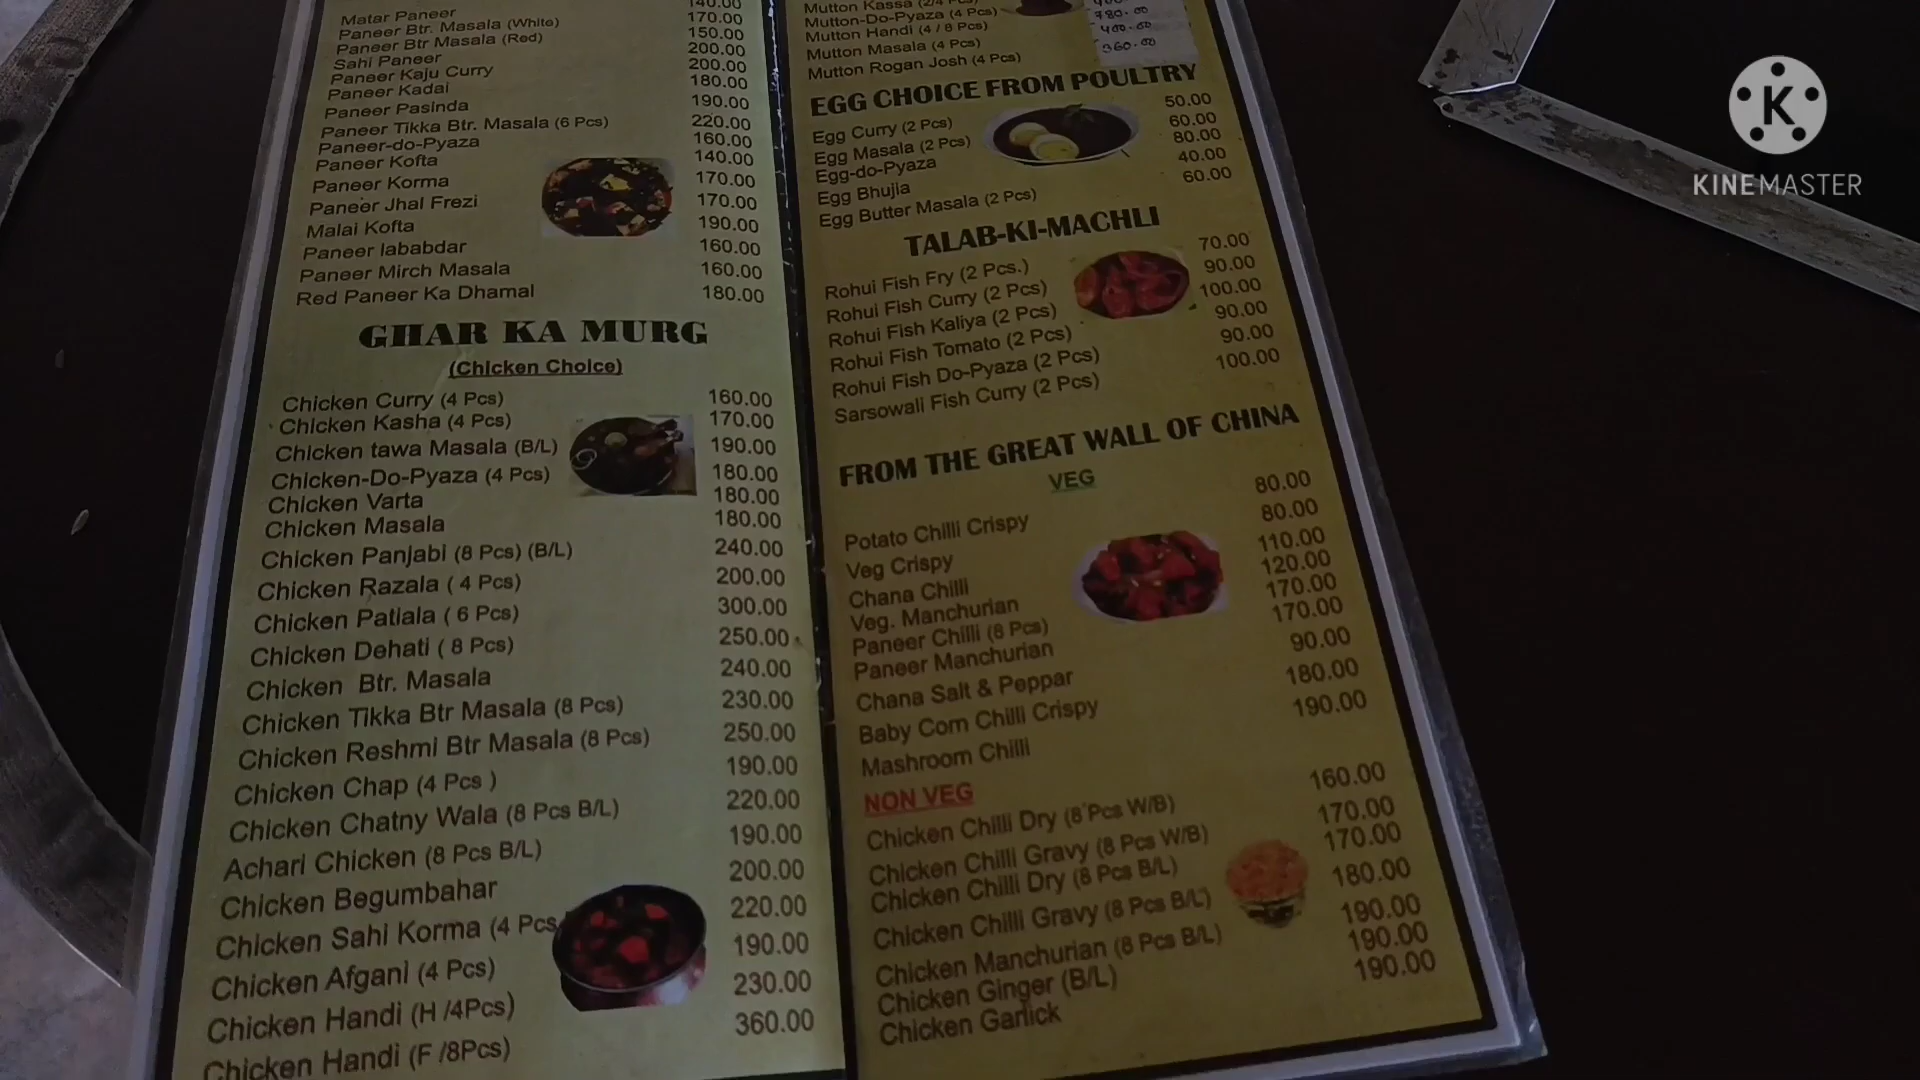 140.00
Matar Paneer 170.00
Paneer Btr. Masala (White) 150.00
Paneer Btr Masala (Red) 200.00
Sahi Paneer 200.00
Paneer Kaju Curry 180.00
Paneer Kadai 190.00
Paneer Pasinda 220.00
Paneer Tikka Btr. Masala (6 Pcs) 160.00
Paneer-do-Pyaza 140.00
Paneer Kofta 170.00
Paneer Korma 170.00
Paneer Jhal Frezi 190.00
Malai Kofta 160.00
Paneer lababdar 160.00
Paneer Mirch Masala 180.00
Red Paneer Ka Dhamal
GHAR KA MURG
(Chicken Choice)
Chicken Curry (4 Pcs) 160.00
Chicken Kasha (4 Pcs) 170.00
Chicken tawa Masala (B/L) 190.00
Chicken-Do-Pyaza (4 Pcs) 180.00
Chicken Varta 180.00
Chicken Masala 180.00
Chicken Panjabi (8 Pcs) (B/L) 240.00
Chicken Razala ( 4 Pcs) 200.00
Chicken Patiala ( 6 Pcs) 300.00
Chicken Dehati ( 8 Pcs) 250.00
Chicken Btr. Masala 240.00
Chicken Tikka Btr Masala (8 Pcs) 230.00
Chicken Reshmi Btr Masala (8 Pcs) 250.00
Chicken Chap (4 Pcs ) 190.00
Chicken Chatny Wala (8 Pcs B/L) 220.00
Achari Chicken (8 Pcs B/L) 190.00
Chicken Begumbahar 200.00
Chicken Sahi Korma (4 Pcs 220.00
Chicken Afgani (4 Pcs) 190.00
Chicken Handi (H /4Pcs) 230.00
Chicken Handi (F /8Pcs) 360.00
Mutton Kassa (2/4 Pcs)
Mutton-Do-Pyaza (4 Pcs) 780.00
Mutton Handi (4 / 8 Pcs) 400.00
Mutton Masala (4 Pcs) 360.00
Mutton Rogan Josh (4 Pcs)
EGG CHOICE FROM POULTRY
Egg Curry (2 Pcs) 50.00
Egg Masala (2 Pcs) 60.00
Egg-do-Pyaza 80.00
Egg Bhujia 40.00
Egg Butter Masala (2 Pcs) 60.00
TALAB-KI-MACHLI
Rohui Fish Fry (2 Pcs.) 70.00
Rohui Fish Curry (2 Pcs) 90.00
Rohui Fish Kaliya (2 Pcs) 100.00
Rohui Fish Tomato (2 Pcs) 90.00
Rohui Fish Do-Pyaza (2 Pcs) 90.00
Sarsowali Fish Curry (2 Pcs) 100.00
FROM THE GREAT WALL OF CHINA
VEG
Potato Chilli Crispy 80.00
Veg Crispy 80.00
Chana Chilli 110.00
Veg. Manchurian 120.00
Paneer Chilli (8 Pcs) 170.00
Paneer Manchurian 170.00
Chana Salt & Peppar 90.00
Baby Corn Chilli Crispy 180.00
Mashroom Chilli 190.00
NON VEG
Chicken Chilli Dry (8 Pcs W/B) 160.00
Chicken Chilli Gravy (8 Pcs W/B) 170.00
Chicken Chilli Dry (8 Pcs B/L) 170.00
Chicken Chilli Gravy (8 Pcs B/L) 180.00
Chicken Manchurian (8 Pcs B/L) 190.00
Chicken Ginger (B/L) 190.00
Chicken Garlick 190.00
K
KINEMASTER